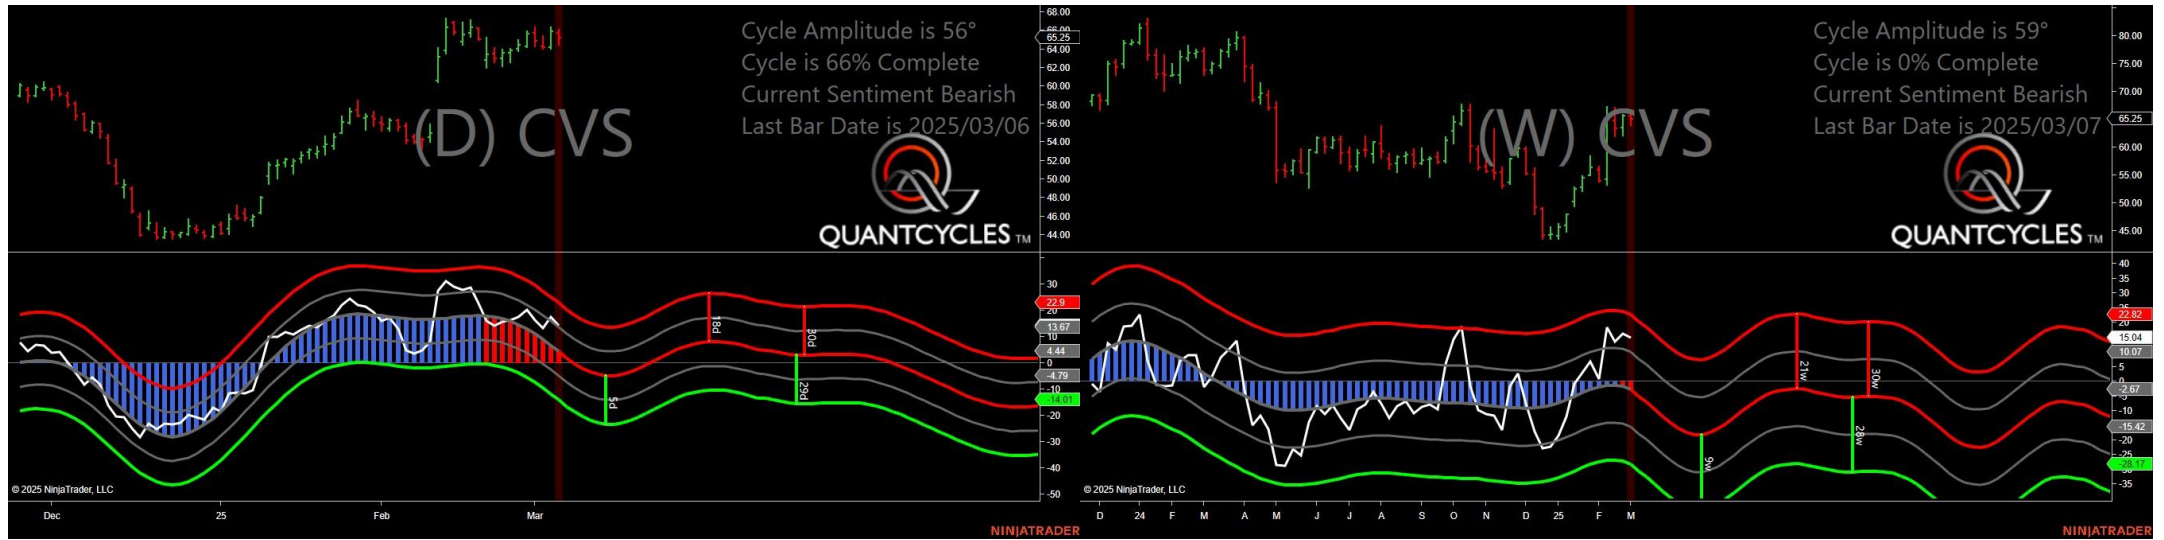 Cycle Amplitude is 56°
Cycle is 66% Complete
Current Sentiment Bearish
Last Bar Date is 2025/03/06
(D) CVS
QUANTCYCLES TM
68.00
66.00
65.25
64.00
62.00
60.00
58.00
56.00
54.00
52.00
50.00
48.00
46.00
44.00
30
22.9
20
13.67
10
4.44
0
-4.79
-10
-14.01
-20
-30
-40
-50
18d
30d
5d
29d
© 2025 NinjaTrader, LLC
Dec 25 Feb Mar
NINJATRADER
Cycle Amplitude is 59°
Cycle is 0% Complete
Current Sentiment Bearish
Last Bar Date is 2025/03/07
(W) CVS
QUANTCYCLES TM
80.00
75.00
70.00
65.25
60.00
55.00
50.00
45.00
40
35
30
25
22.82
20
15.04
10.07
5
0
-2.67
-5
-10
-15.42
-20
-25
-28.17
-35
21w
30w
9w
28w
© 2025 NinjaTrader, LLC
D 24 F M A M J J A S O N D 25 F M
NINJATRADER